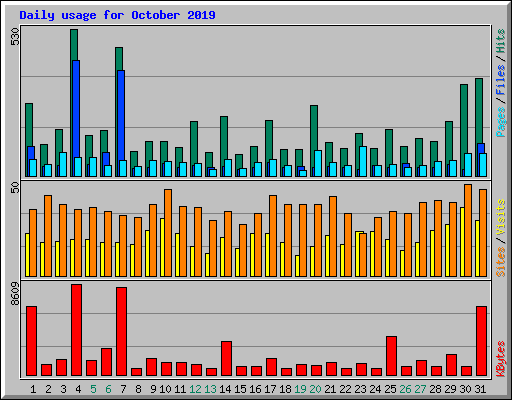 Daily usage for October 2019
530
Pages / Files / Hits
50
Sites / Visits
8609
KBytes
1 2 3 4 5 6 7 8 9 10 11 12 13 14 15 16 17 18 19 20 21 22 23 24 25 26 27 28 29 30 31